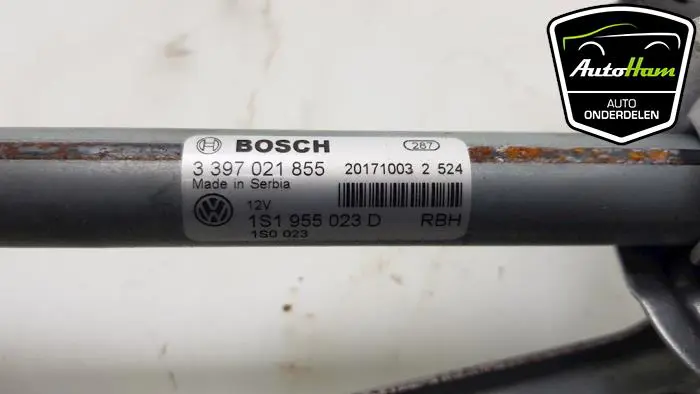 AutoHam
AUTO
ONDERDELEN
BOSCH
287
3 397 021 855 20171003 2 524
Made in Serbia
12V
1S1 955 023 D RBH
1S0 023